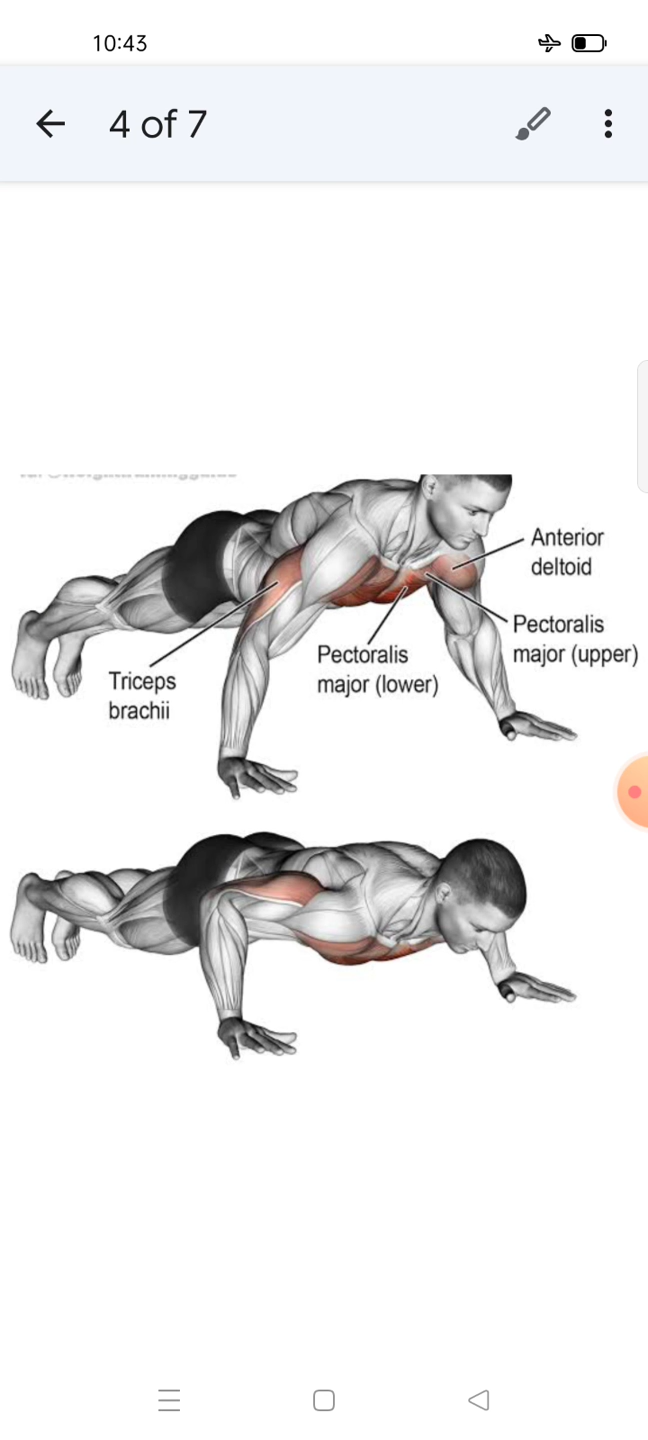 10:43
4 of 7
Anterior
deltoid
Pectoralis
major (upper)
Pectoralis
major (lower)
Triceps
brachii